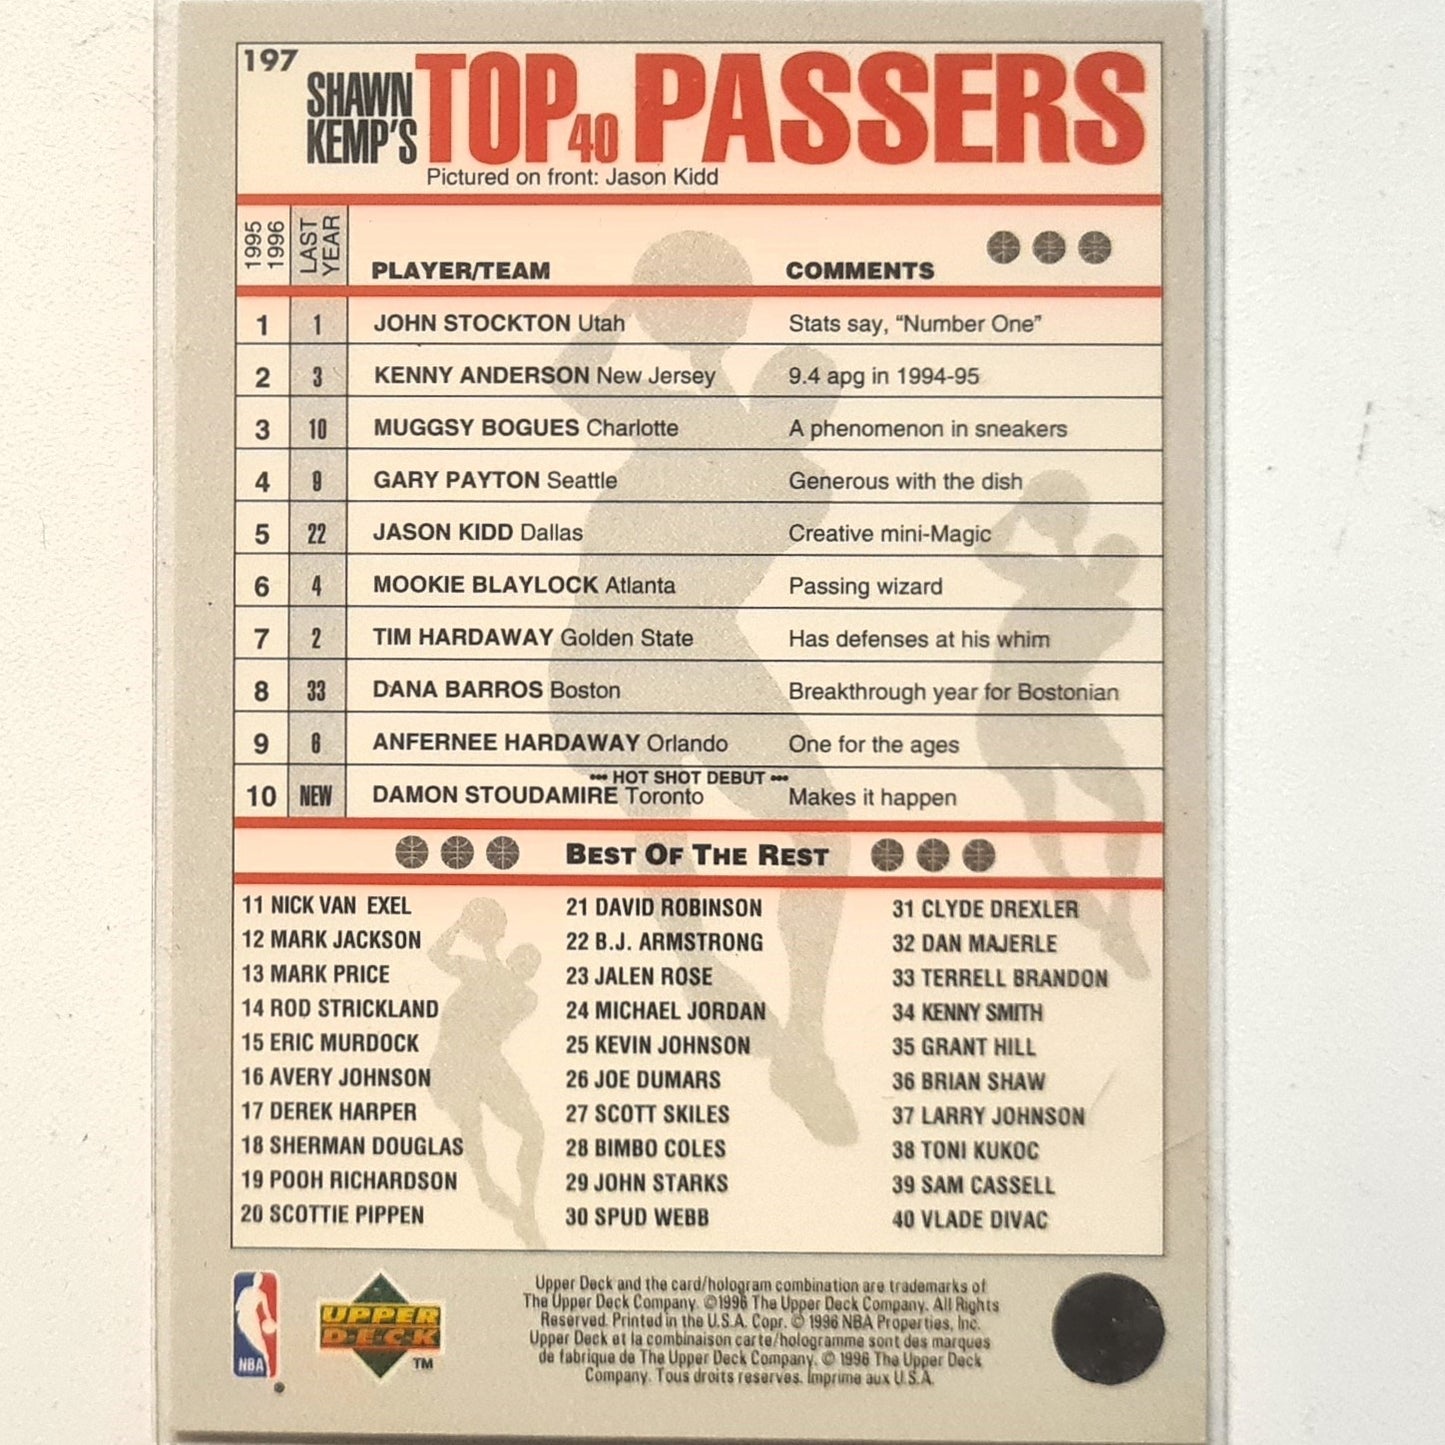 197
SHAWN KEMP'S TOP 40 PASSERS
Pictured on front: Jason Kidd
1995 1996 LAST YEAR PLAYER/TEAM COMMENTS
1 1 JOHN STOCKTON Utah Stats say, “Number One”
2 3 KENNY ANDERSON New Jersey 9.4 apg in 1994-95
3 10 MUGGSY BOGUES Charlotte A phenomenon in sneakers
4 9 GARY PAYTON Seattle Generous with the dish
5 22 JASON KIDD Dallas Creative mini-Magic
6 4 MOOKIE BLAYLOCK Atlanta Passing wizard
7 2 TIM HARDAWAY Golden State Has defenses at his whim
8 33 DANA BARROS Boston Breakthrough year for Bostonian
9 6 ANFERNEE HARDAWAY Orlando One for the ages
••• HOT SHOT DEBUT •••
10 NEW DAMON STOUDAMIRE Toronto Makes it happen
BEST OF THE REST
11 NICK VAN EXEL 21 DAVID ROBINSON 31 CLYDE DREXLER
12 MARK JACKSON 22 B.J. ARMSTRONG 32 DAN MAJERLE
13 MARK PRICE 23 JALEN ROSE 33 TERRELL BRANDON
14 ROD STRICKLAND 24 MICHAEL JORDAN 34 KENNY SMITH
15 ERIC MURDOCK 25 KEVIN JOHNSON 35 GRANT HILL
16 AVERY JOHNSON 26 JOE DUMARS 36 BRIAN SHAW
17 DEREK HARPER 27 SCOTT SKILES 37 LARRY JOHNSON
18 SHERMAN DOUGLAS 28 BIMBO COLES 38 TONI KUKOC
19 POOH RICHARDSON 29 JOHN STARKS 39 SAM CASSELL
20 SCOTTIE PIPPEN 30 SPUD WEBB 40 VLADE DIVAC
NBA
UPPER DECK TM
Upper Deck and the card/hologram combination are trademarks of
The Upper Deck Company. ©1996 The Upper Deck Company. All Rights
Reserved. Printed in the U.S.A. Copr. © 1996 NBA Properties, Inc.
Upper Deck et la combinaison carte/hologramme sont des marques
de fabrique de The Upper Deck Company. © 1996 The Upper Deck
Company. Tous droits reserves. Imprime aux U.S.A.